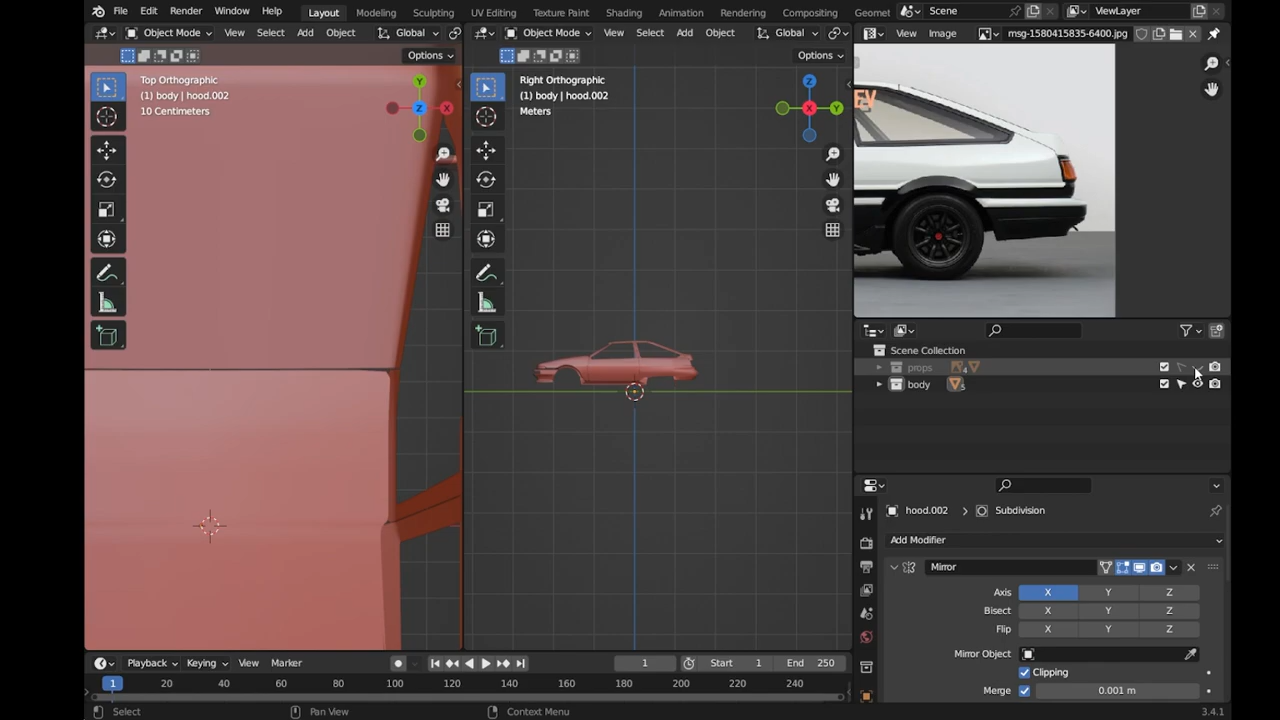 File Edit Render Window Help Layout Modeling Sculpting UV Editing Texture Paint Shading Animation Rendering Compositing Geomet Scene ViewLayer
Object Mode View Select Add Object Global
Object Mode View Select Add Object Global
View Image msg-1580415835-6400.jpg
Options
Options
Top Orthographic
(1) body | hood.002
10 Centimeters
Y
Z
X
Right Orthographic
(1) body | hood.002
Meters
Z
X
Y
Scene Collection
props 4
body 5
hood.002 > Subdivision
Add Modifier
Mirror
Axis X Y Z
Bisect X Y Z
Flip X Y Z
Mirror Object
Clipping
Merge 0.001 m
Playback Keying View Marker 1 Start 1 End 250
1 20 40 60 80 100 120 140 160 180 200 220 240
Select Pan View Context Menu 3.4.1